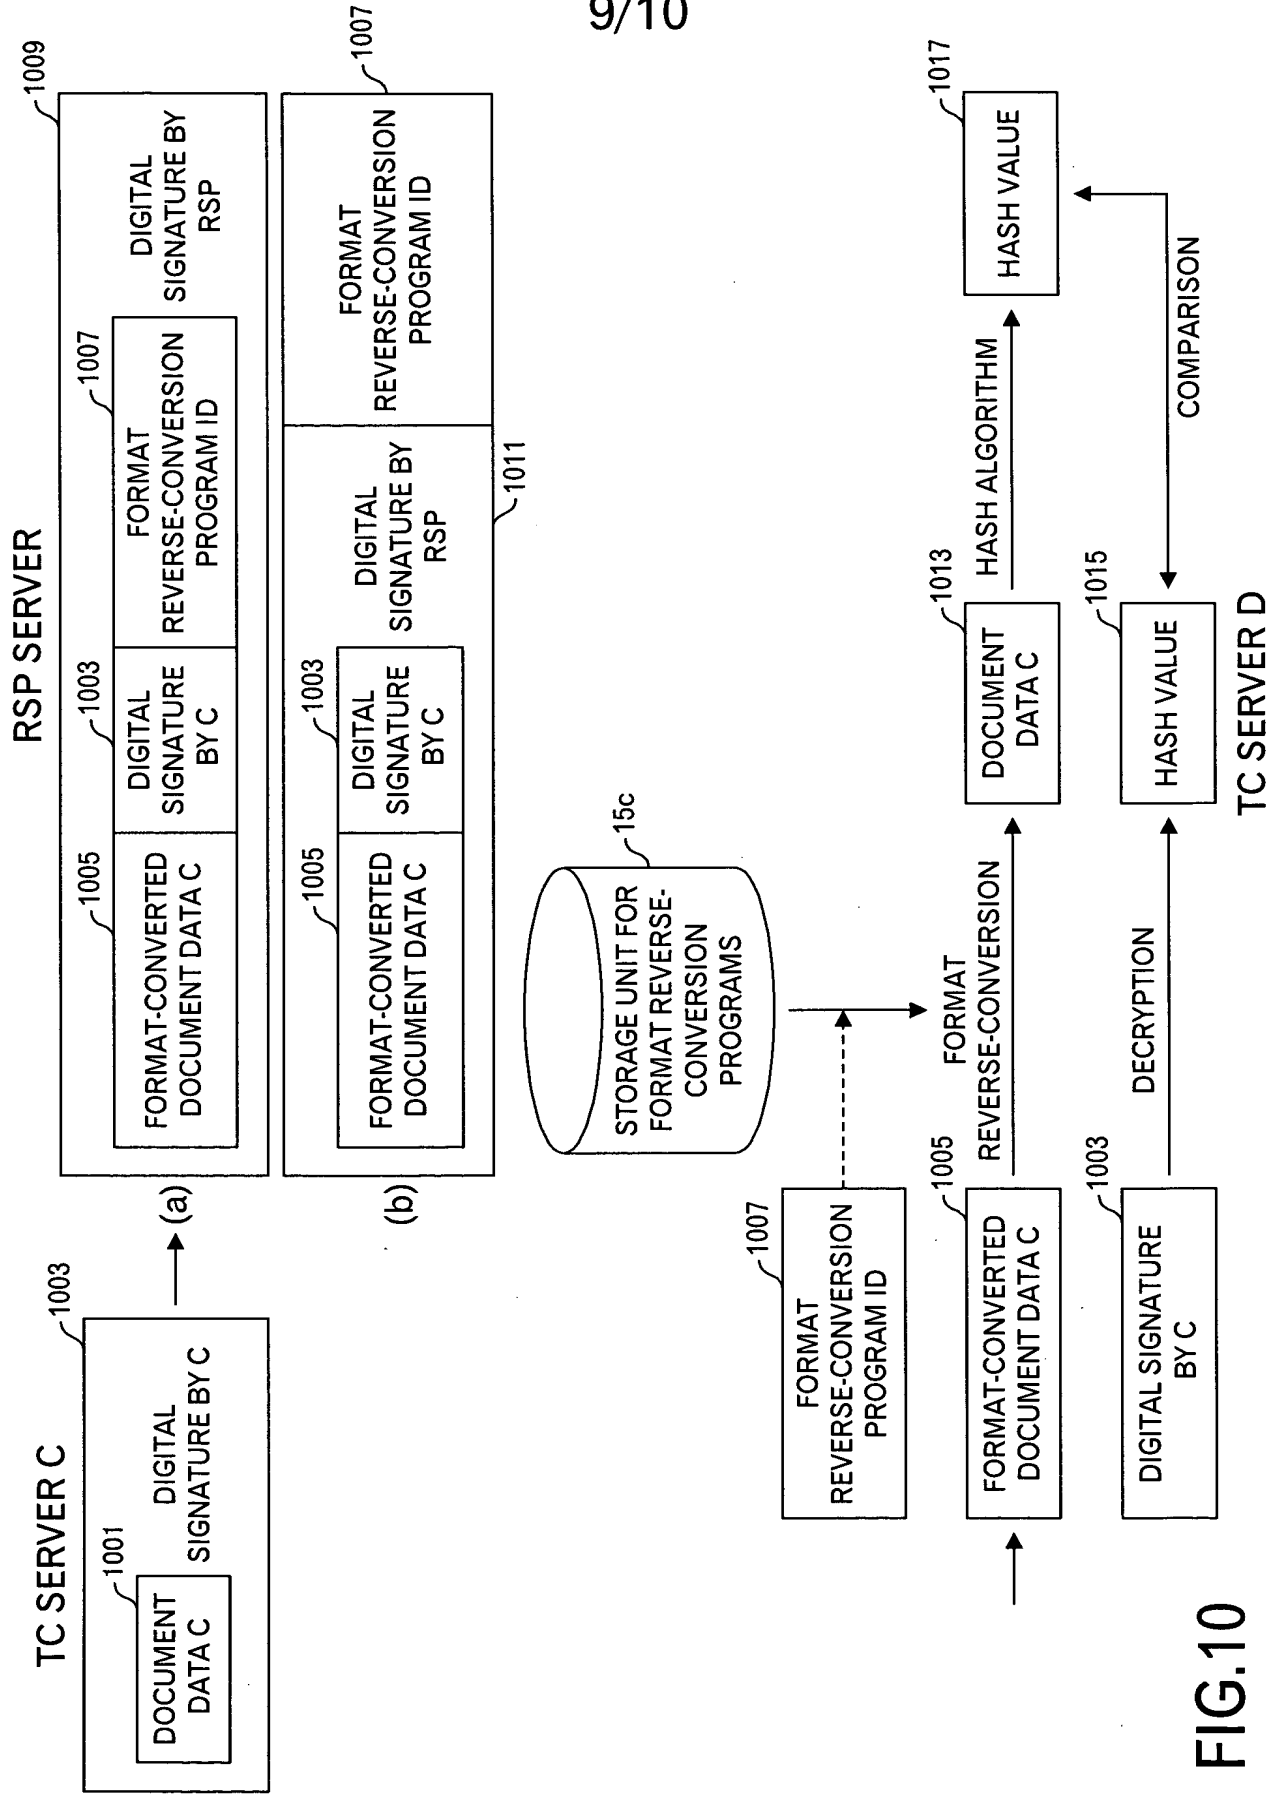 9/10
TC SERVER C
1003
1001
DOCUMENT
DATA C
DIGITAL
SIGNATURE BY C
RSP SERVER
(a)
1009
1005
FORMAT-CONVERTED
DOCUMENT DATA C
1003
DIGITAL
SIGNATURE
BY C
1007
FORMAT
REVERSE-CONVERSION
PROGRAM ID
DIGITAL
SIGNATURE BY
RSP
(b)
1005
FORMAT-CONVERTED
DOCUMENT DATA C
1003
DIGITAL
SIGNATURE
BY C
DIGITAL
SIGNATURE BY
RSP
1011
FORMAT
REVERSE-CONVERSION
PROGRAM ID
1007
STORAGE UNIT FOR
FORMAT REVERSE-
CONVERSION
PROGRAMS
15c
1007
FORMAT
REVERSE-CONVERSION
PROGRAM ID
1005
FORMAT-CONVERTED
DOCUMENT DATA C
FORMAT
REVERSE-CONVERSION
1013
DOCUMENT
DATA C
HASH ALGORITHM
1017
HASH VALUE
1003
DIGITAL SIGNATURE
BY C
DECRYPTION
1015
HASH VALUE
COMPARISON
TC SERVER D
FIG.10